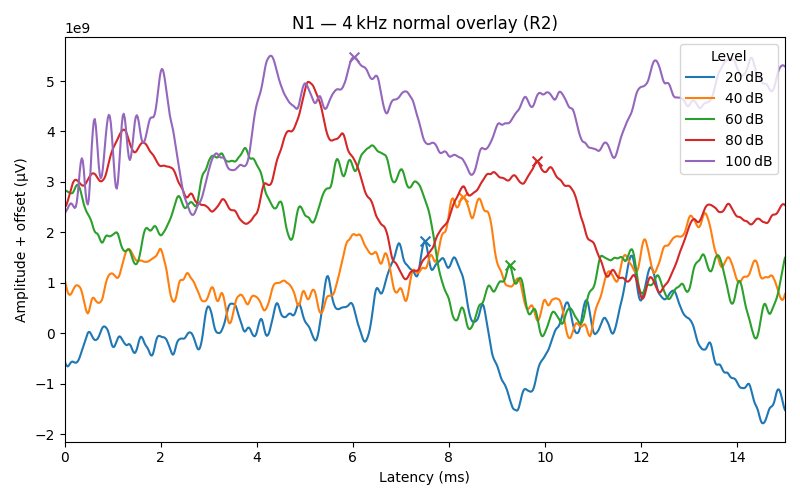 N1 — 4 kHz normal overlay (R2)
1e9
Level
20 dB
40 dB
60 dB
80 dB
100 dB
5
4
3
2
1
0
−1
−2
Amplitude + offset (µV)
0 2 4 6 8 10 12 14
Latency (ms)